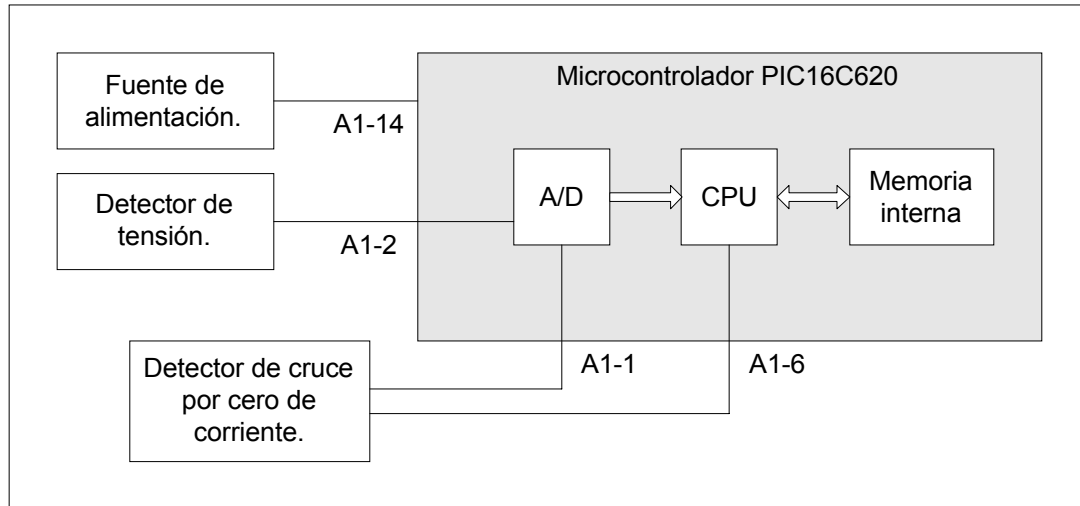 Microcontrolador PIC16C620
Fuente de
alimentación.
A1-14
Detector de
tensión.
A1-2
A/D
CPU
Memoria
interna
A1-1
A1-6
Detector de cruce
por cero de
corriente.